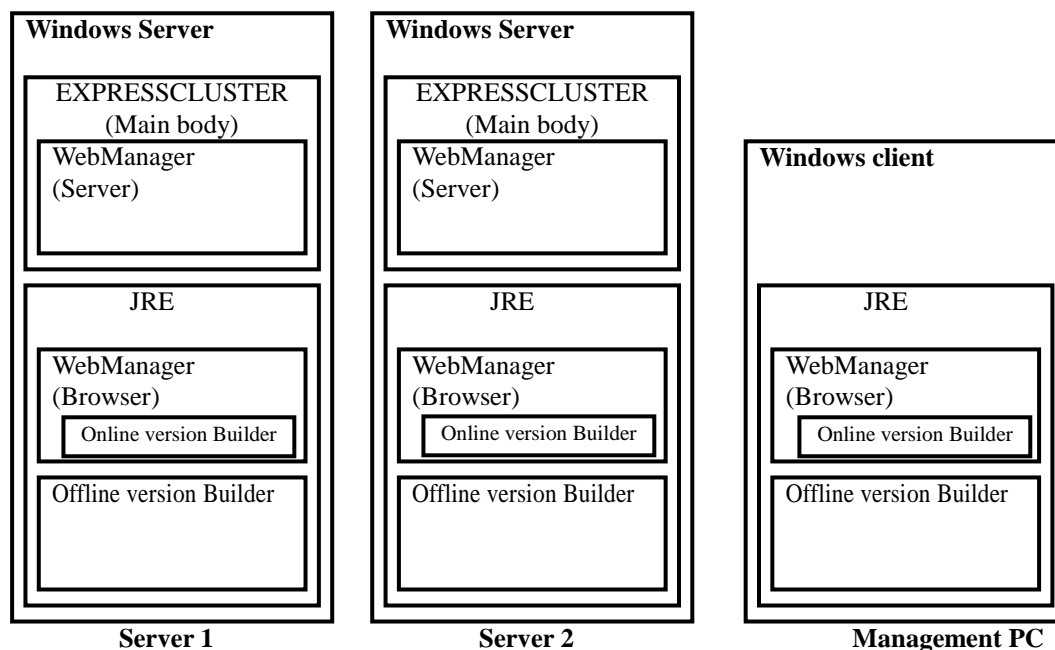 Windows Server
EXPRESSCLUSTER
(Main body)
WebManager
(Server)
JRE
WebManager
(Browser)
Online version Builder
Offline version Builder
Server 1
Windows Server
EXPRESSCLUSTER
(Main body)
WebManager
(Server)
JRE
WebManager
(Browser)
Online version Builder
Offline version Builder
Server 2
Windows client
JRE
WebManager
(Browser)
Online version Builder
Offline version Builder
Management PC